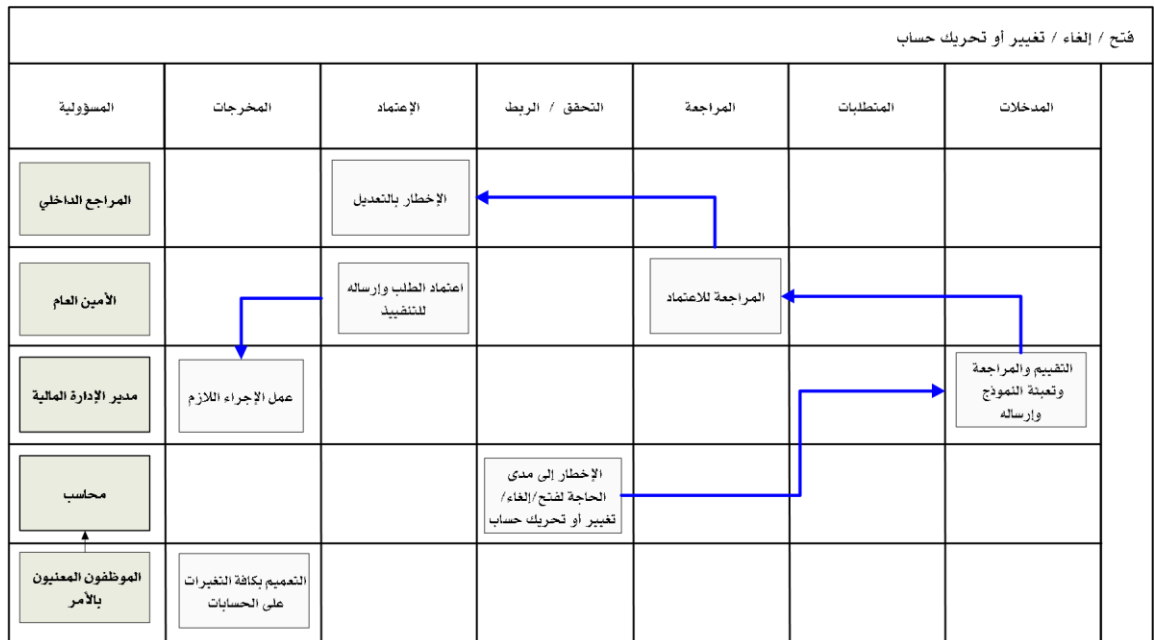 فتح / إلغاء / تغيير أو تحريك حساب
المدخلات
المتطلبات
المراجعة
التحقق / الربط
الإعتماد
المخرجات
المسؤولية
الإخطار بالتعديل
المراجع الداخلي
المراجعة للاعتماد
اعتماد الطلب وإرساله
للتنفييذ
الأمين العام
التقييم والمراجعة
وتعبئة النموذج
وإرساله
عمل الإجراء اللازم
مدير الإدارة المالية
الإخطار إلى مدى
الحاجة لفتح/إلغاء/
تغيير أو تحريك حساب
محاسب
التعميم بكافة التغيرات
على الحسابات
الموظفون المعنيون
بالأمر